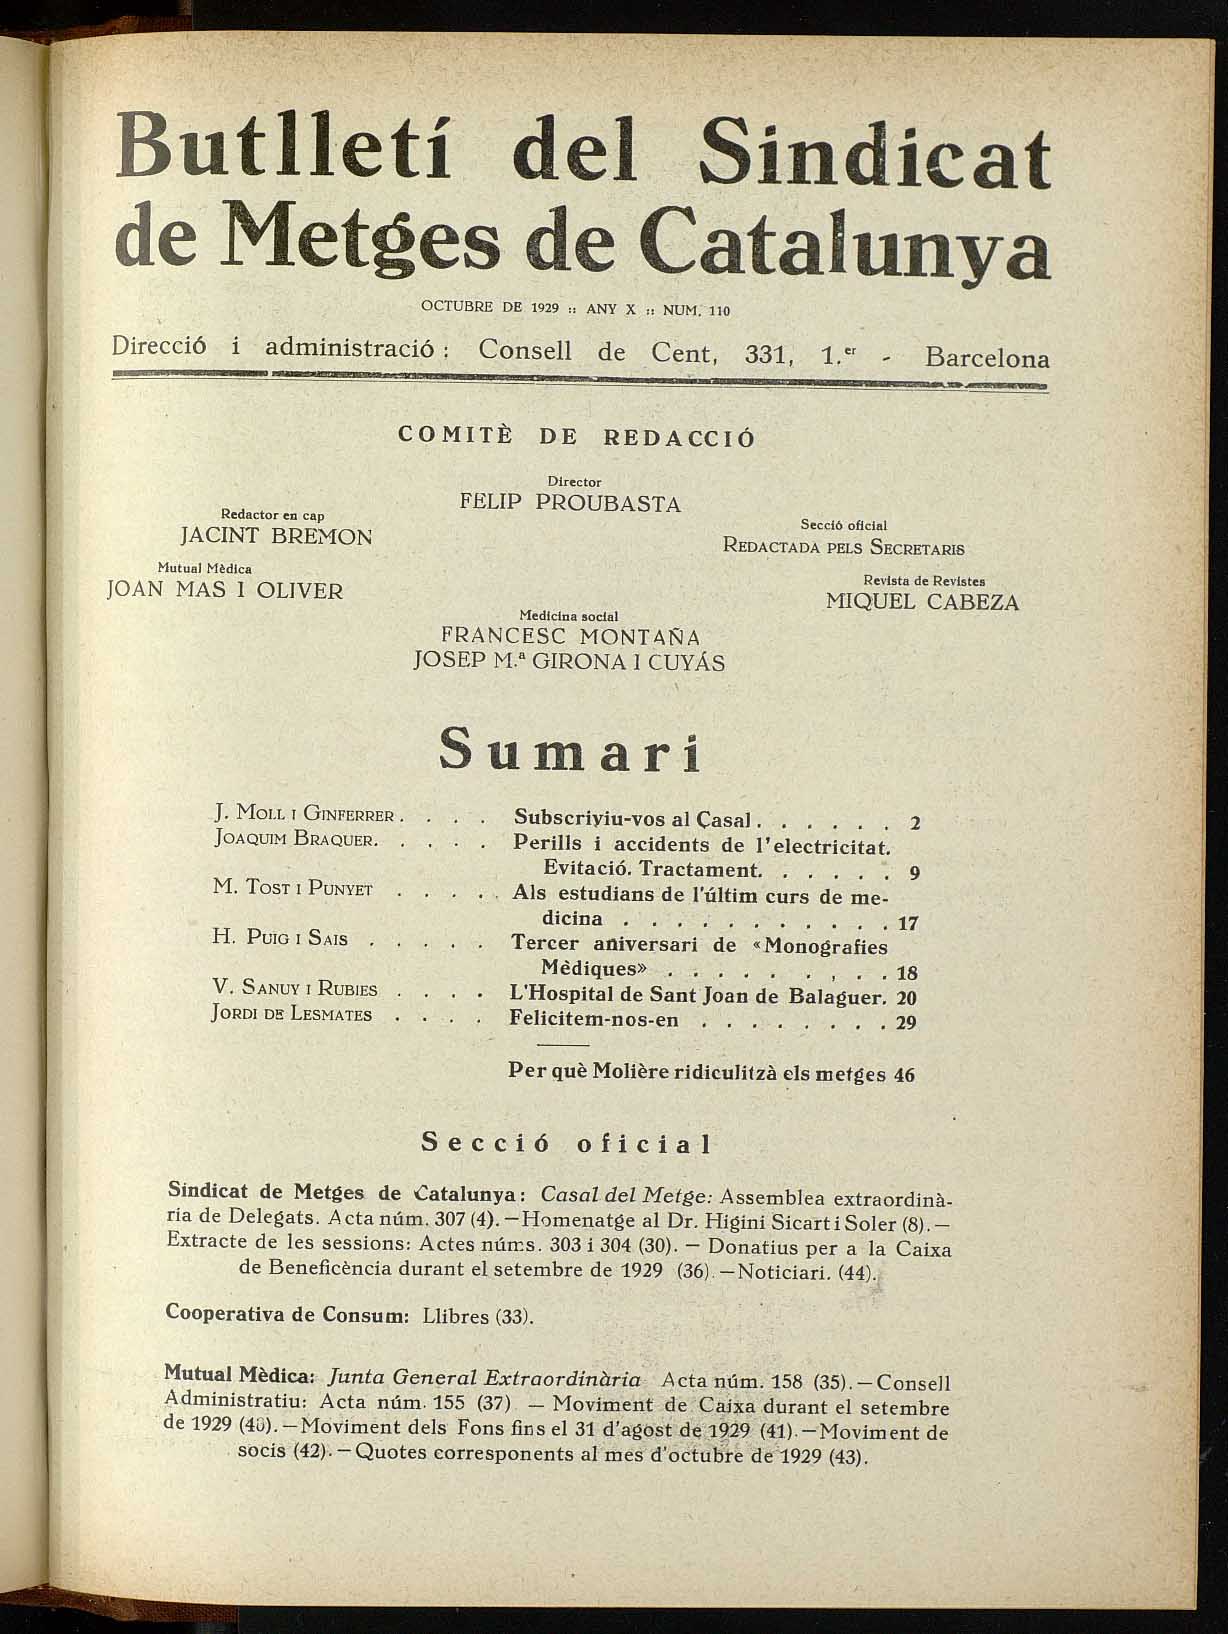 Butlletí del Sindicat
de Metges de Catalunya
OCTUBRE DE 1929 :: ANY X :: NUM. 110
Direcció i administració : Consell de Cent, 331, 1.er - Barcelona
COMITÈ DE REDACCIÓ
Director
FELIP PROUBASTA
Redactor en cap
JACINT BREMON
Secció oficial
REDACTADA PELS SECRETARIS
Mutual Mèdica
JOAN MAS I OLIVER
Revista de Revistes
MIQUEL CABEZA
Medicina social
FRANCESC MONTAÑA
JOSEP M.ª GIRONA I CUYÁS
Sumari
J. MOLL I GINFERRER . . . . Subscriviu-vos al Casal . . . . . . 2
JOAQUIM BRAQUER. . . . . Perills i accidents de l'electricitat.
Evitació. Tractament. . . . . . 9
M. TOST I PUNYET . . . . . Als estudians de l'últim curs de me-
dicina . . . . . . . . . . . 17
H. PUIG I SAIS . . . . . Tercer aniversari de «Monografies
Mèdiques» . . . . . . . . . 18
V. SANUY I RUBIES . . . . L'Hospital de Sant Joan de Balaguer. 20
JORDI DE LESMATES . . . . Felicitem-nos-en . . . . . . . . 29
Per què Molière ridiculitzà els metges 46
Secció oficial
Sindicat de Metges de Catalunya: Casal del Metge: Assemblea extraordinà-
ria de Delegats. Acta núm. 307 (4). — Homenatge al Dr. Higini Sicart i Soler (8). —
Extracte de les sessions: Actes núms. 303 i 304 (30). — Donatius per a la Caixa
de Beneficència durant el setembre de 1929 (36). — Noticiari. (44).
Cooperativa de Consum: Llibres (33).
Mutual Mèdica: Junta General Extraordinària Acta núm. 158 (35). — Consell
Administratiu: Acta núm. 155 (37) — Moviment de Caixa durant el setembre
de 1929 (40). — Moviment dels Fons fins el 31 d'agost de 1929 (41). — Moviment de
socis (42). — Quotes corresponents al mes d'octubre de 1929 (43).